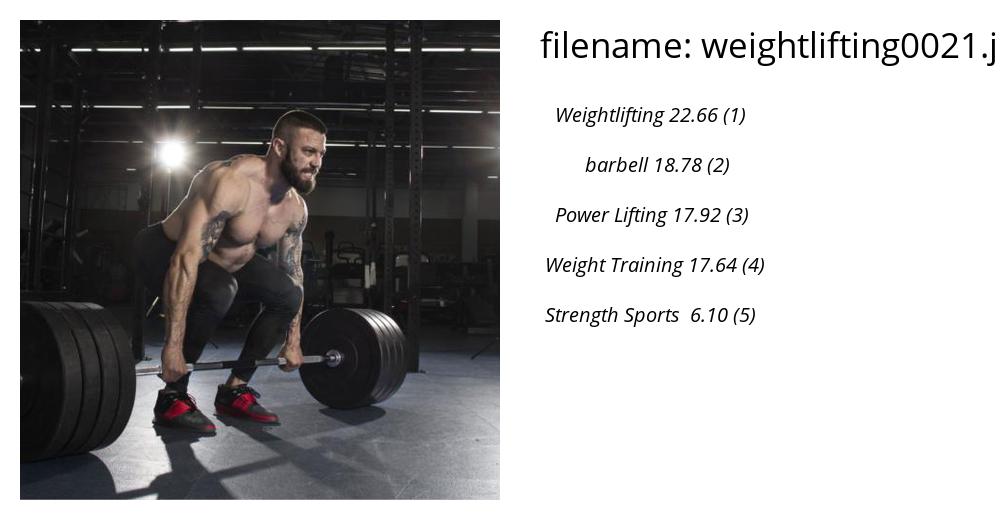 filename: weightlifting0021.j
Weightlifting 22.66 (1)
barbell 18.78 (2)
Power Lifting 17.92 (3)
Weight Training 17.64 (4)
Strength Sports 6.10 (5)